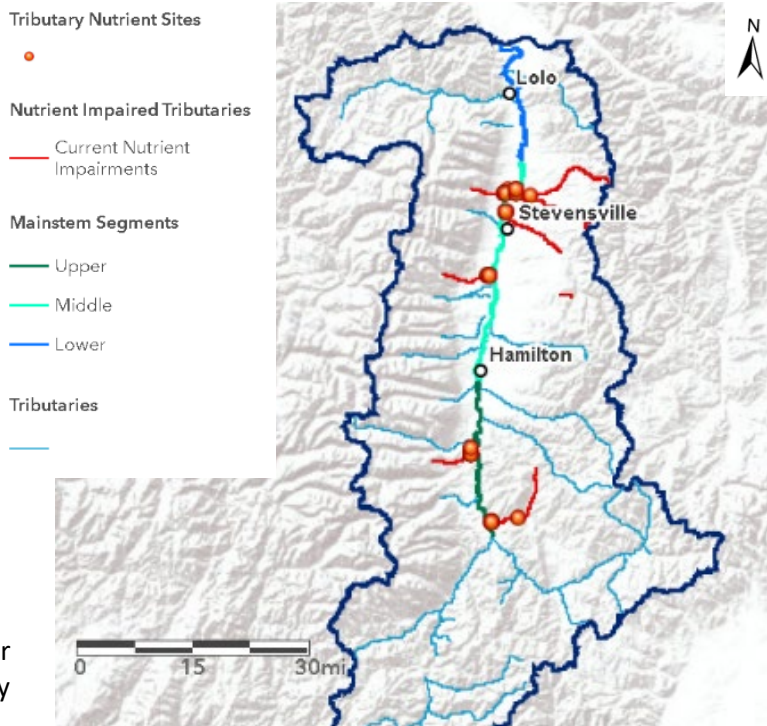 Tributary Nutrient Sites
Nutrient Impaired Tributaries
Current Nutrient
Impairments
Mainstem Segments
Upper
Middle
Lower
Tributaries
N
Lolo
Stevensville
Hamilton
r
y
0 15 30mi